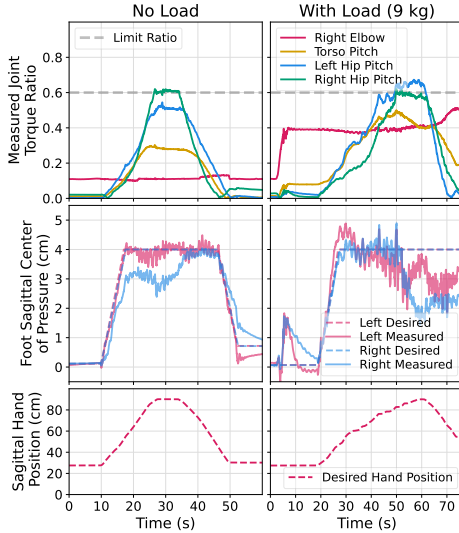 No Load
With Load (9 kg)
Measured Joint
Torque Ratio
0.8
0.6
0.4
0.2
0.0
Limit Ratio
Right Elbow
Torso Pitch
Left Hip Pitch
Right Hip Pitch
Foot Sagittal Center
of Pressure (cm)
5
4
3
2
1
0
Left Desired
Left Measured
Right Desired
Right Measured
Sagittal Hand
Position (cm)
80
60
40
20
0
Desired Hand Position
0 10 20 30 40 50
0 10 20 30 40 50 60 70
Time (s)
Time (s)